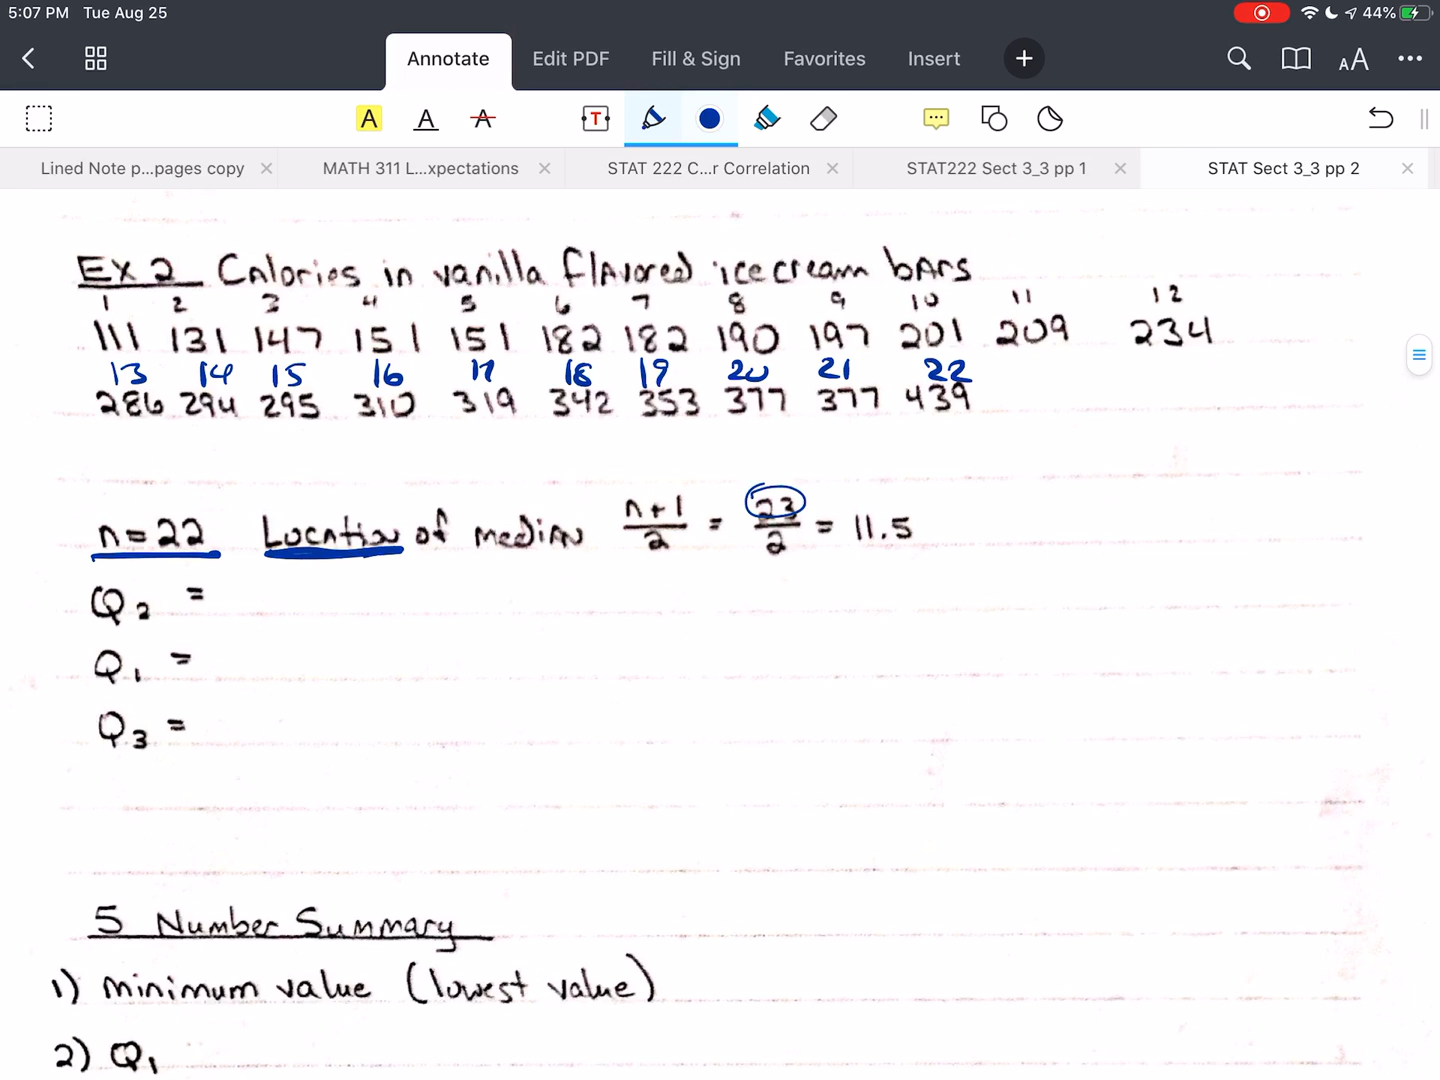 5:07 PM Tue Aug 25 44%
Annotate Edit PDF Fill & Sign Favorites Insert +
A A A T
Lined Note p...pages copy × MATH 311 L...xpectations × STAT 222 C...r Correlation × STAT222 Sect 3_3 pp 1 × STAT Sect 3_3 pp 2 ×
Ex 2 Calories in vanilla flavored icecream bars
1 2 3 4 5 6 7 8 9 10 11 12
111 131 147 151 151 182 182 190 197 201 209 234
13 14 15 16 17 18 19 20 21 22
286 294 295 310 319 342 353 377 377 439
n=22 Location of median n+1/2 = 23/2 = 11.5
Q2 =
Q1 =
Q3 =
5 Number Summary
1) minimum value (lowest value)
2) Q1